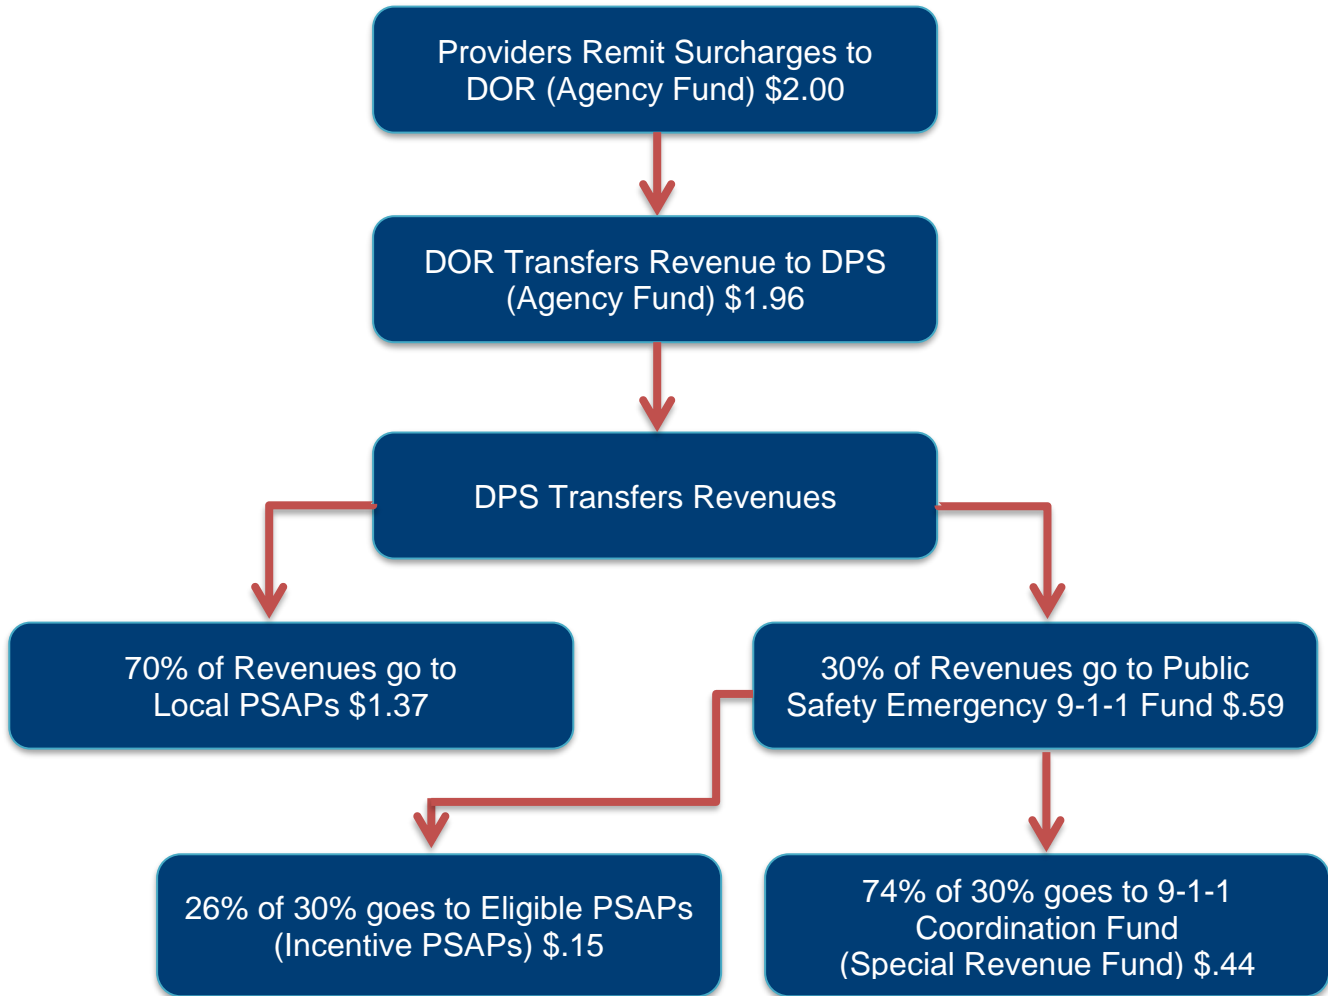 Providers Remit Surcharges to
DOR (Agency Fund) $2.00
DOR Transfers Revenue to DPS
(Agency Fund) $1.96
DPS Transfers Revenues
70% of Revenues go to
Local PSAPs $1.37
30% of Revenues go to Public
Safety Emergency 9-1-1 Fund $.59
26% of 30% goes to Eligible PSAPs
(Incentive PSAPs) $.15
74% of 30% goes to 9-1-1
Coordination Fund
(Special Revenue Fund) $.44